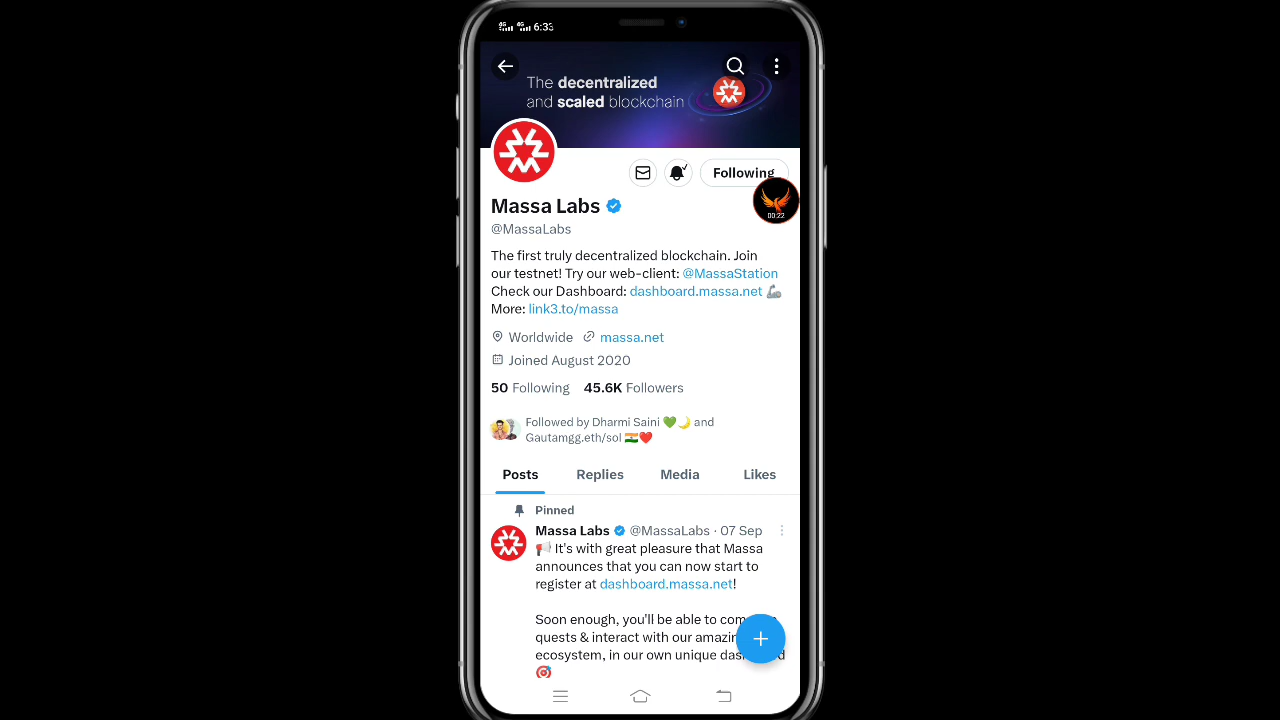 4G 4G 6:33
The decentralized
and scaled blockchain
Following
00:22
Massa Labs
@MassaLabs
The first truly decentralized blockchain. Join
our testnet! Try our web-client: @MassaStation
Check our Dashboard: dashboard.massa.net 🦾
More: link3.to/massa
Worldwide massa.net
Joined August 2020
50 Following 45.6K Followers
Followed by Dharmi Saini 💚🌙 and
Gautamgg.eth/sol 🇮🇳❤️
Posts Replies Media Likes
Pinned
Massa Labs @MassaLabs · 07 Sep
📢 It's with great pleasure that Massa
announces that you can now start to
register at dashboard.massa.net!
Soon enough, you'll be able to
quests & interact with our
ecosystem, in our own unique
🎯